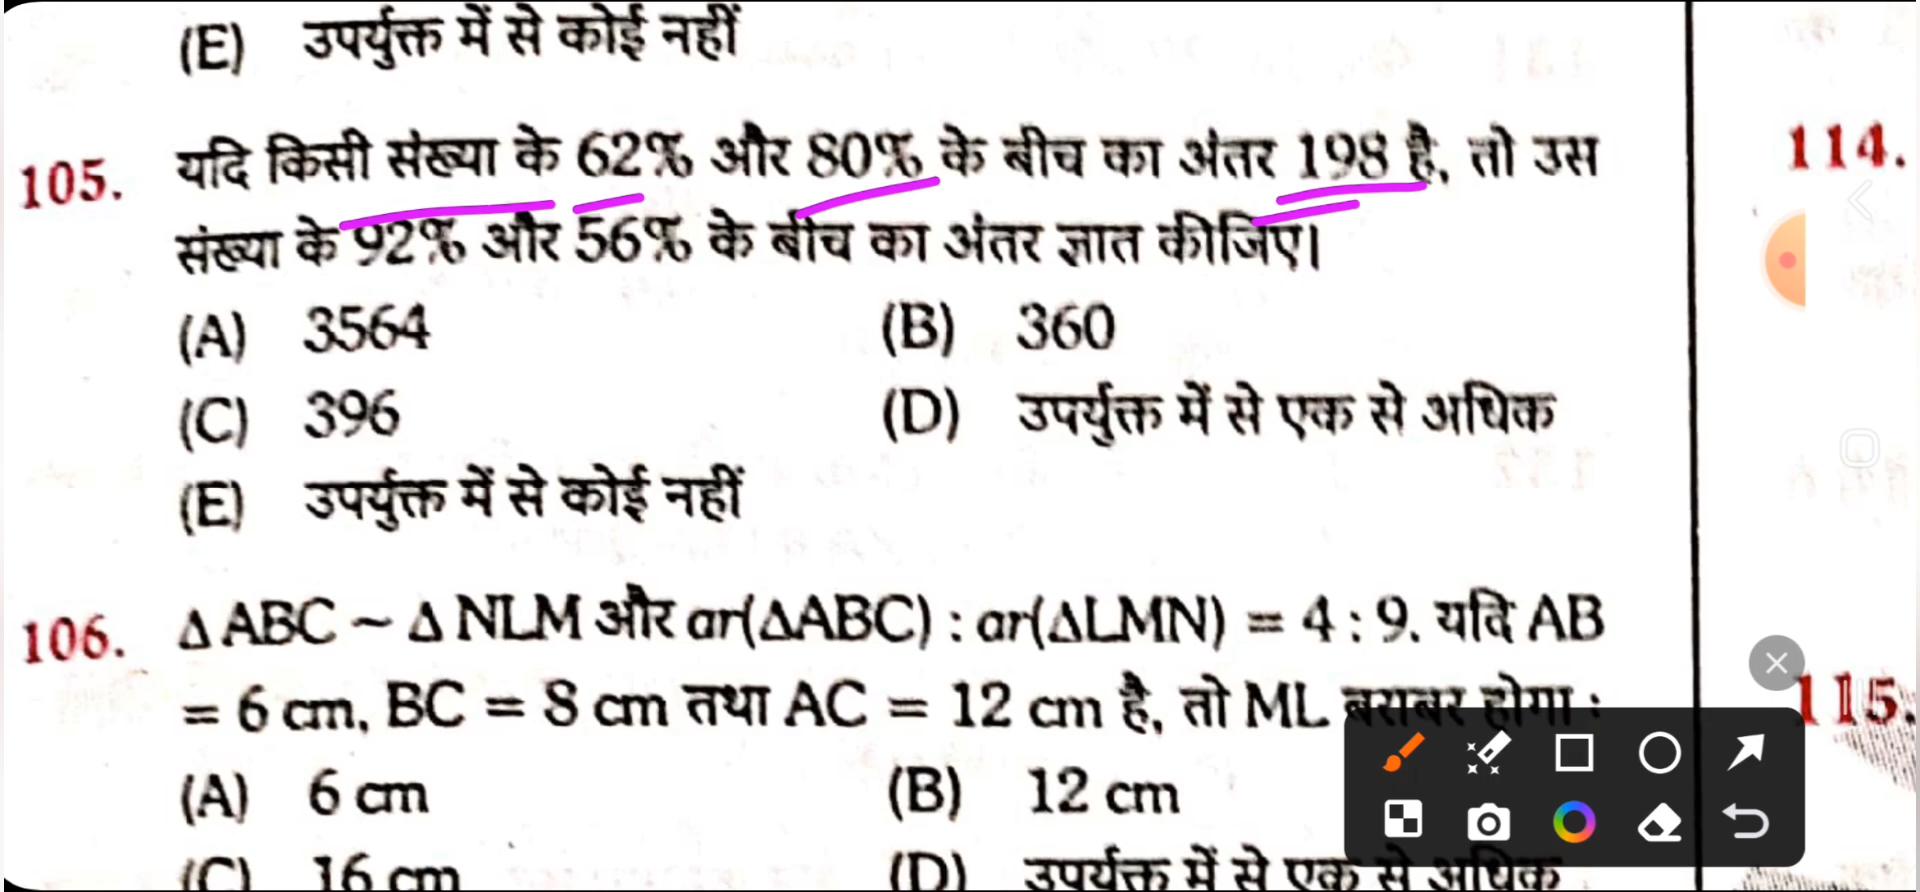 (E) उपर्युक्त में से कोई नहीं
105. यदि किसी संख्या के 62% और 80% के बीच का अंतर 198 है, तो उस
संख्या के 92% और 56% के बीच का अंतर ज्ञात कीजिए।
(A) 3564 (B) 360
(C) 396 (D) उपर्युक्त में से एक से अधिक
(E) उपर्युक्त में से कोई नहीं
106. Δ ABC ~ Δ NLM और ar(ΔABC) : ar(ΔLMN) = 4 : 9. यदि AB
= 6 cm, BC = 8 cm तथा AC = 12 cm है, तो ML बराबर होगा :
(A) 6 cm (B) 12 cm
(C) 16 cm (D) उपर्युक्त में से एक से अधिक
114.
115.